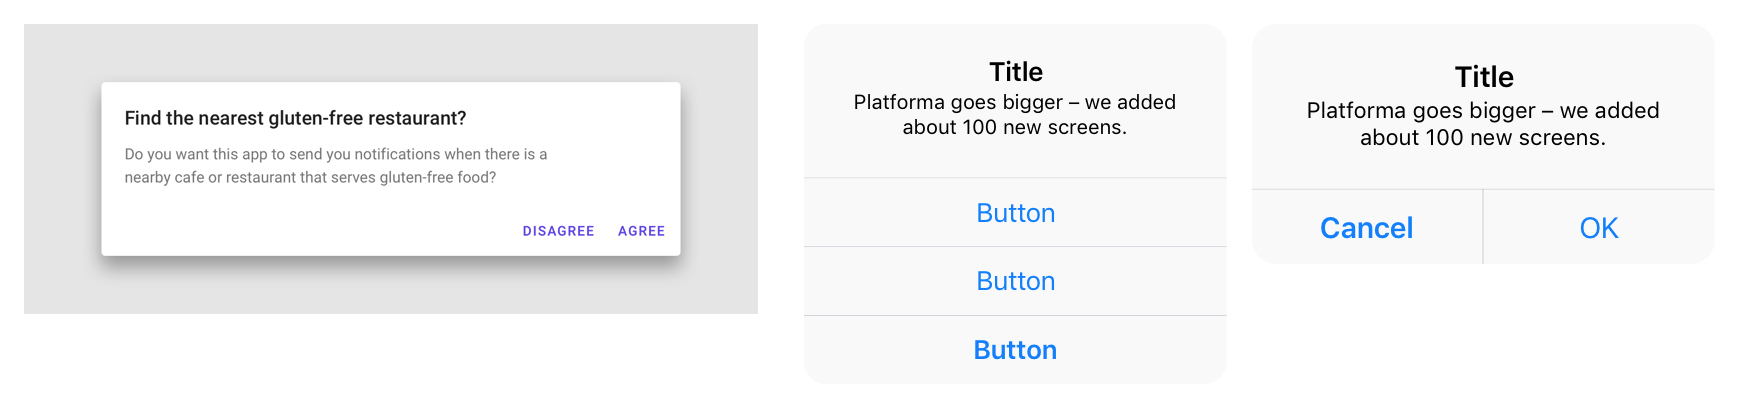 Find the nearest gluten-free restaurant?
Do you want this app to send you notifications when there is a
nearby cafe or restaurant that serves gluten-free food?
DISAGREE AGREE
Title
Platforma goes bigger – we added
about 100 new screens.
Button
Button
Button
Title
Platforma goes bigger – we added
about 100 new screens.
Cancel OK